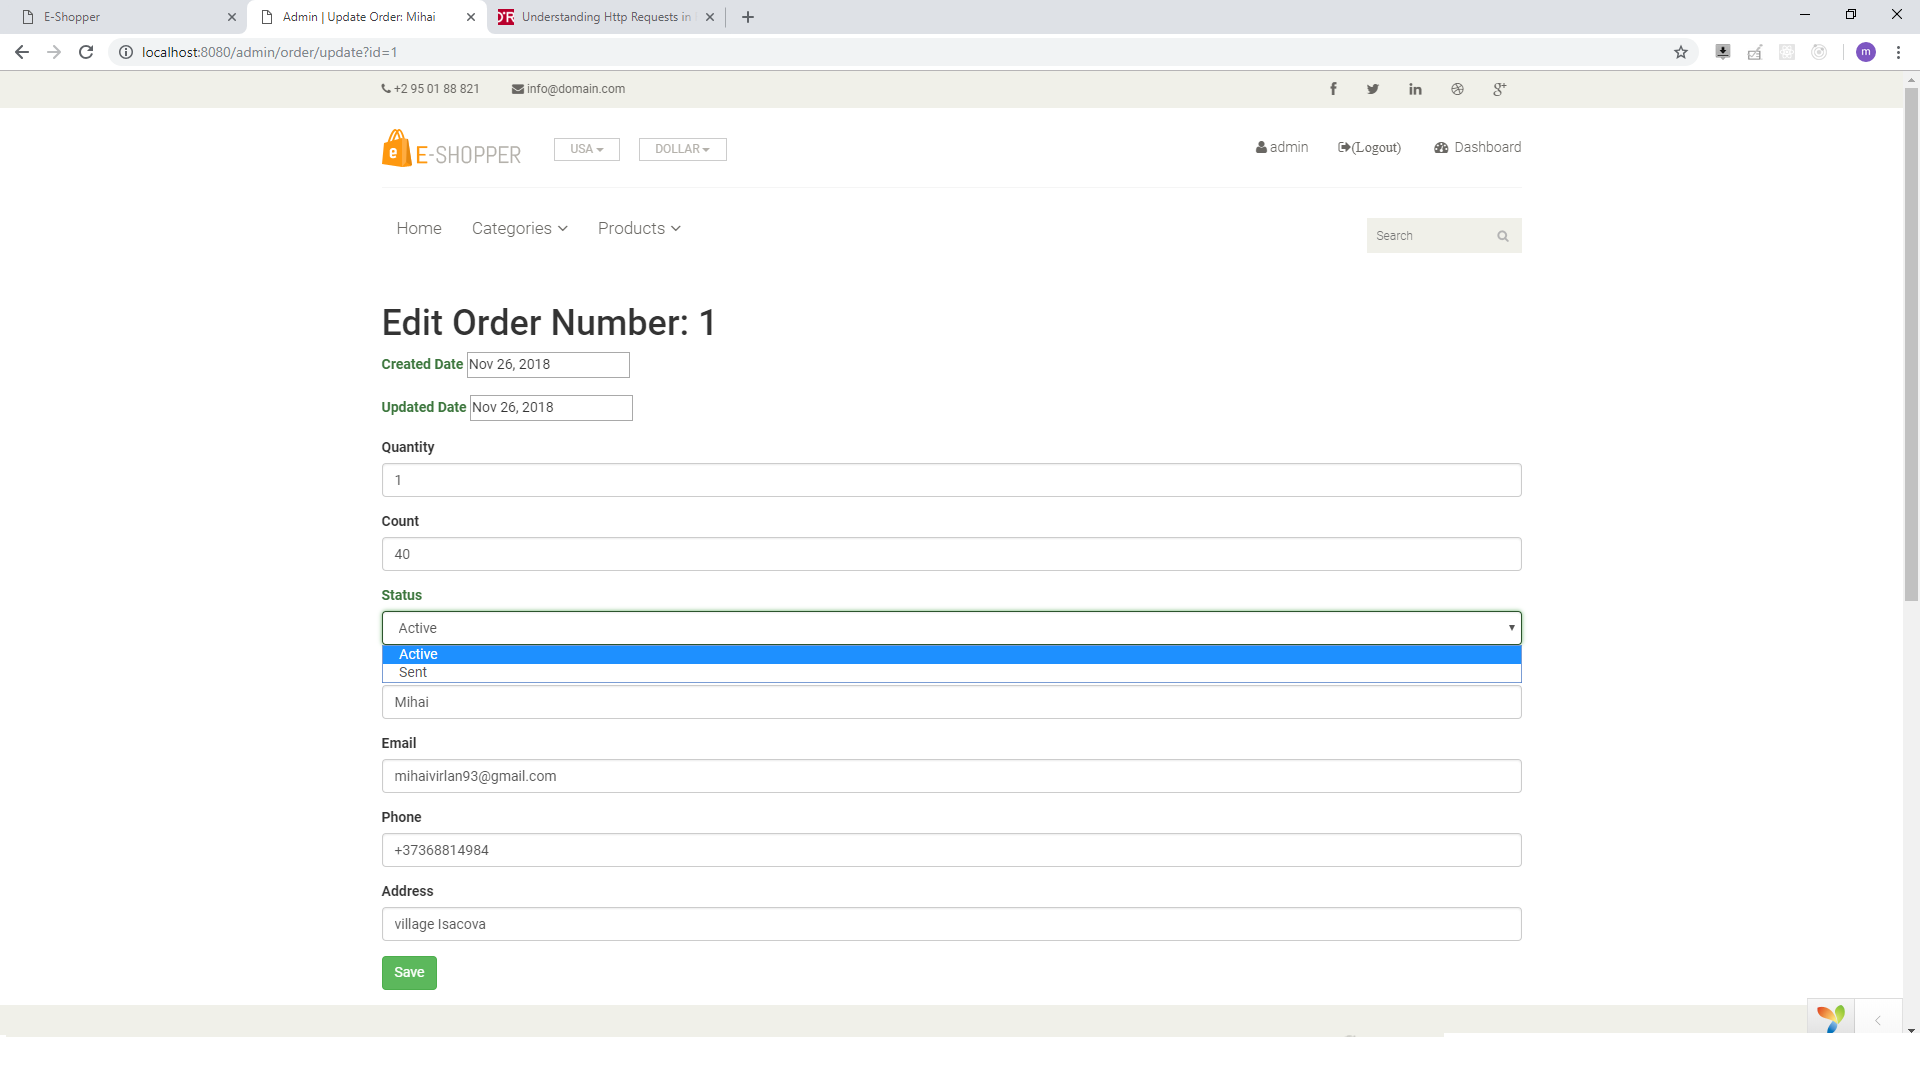 E-Shopper
Admin | Update Order: Mihai
Understanding Http Requests in
localhost:8080/admin/order/update?id=1
m
+2 95 01 88 821
info@domain.com
e E-SHOPPER
USA
DOLLAR
admin
(Logout)
Dashboard
Home
Categories
Products
Search
Edit Order Number: 1
Created Date Nov 26, 2018
Updated Date Nov 26, 2018
Quantity
1
Count
40
Status
Active
Active
Sent
Mihai
Email
mihaivirlan93@gmail.com
Phone
+37368814984
Address
village Isacova
Save